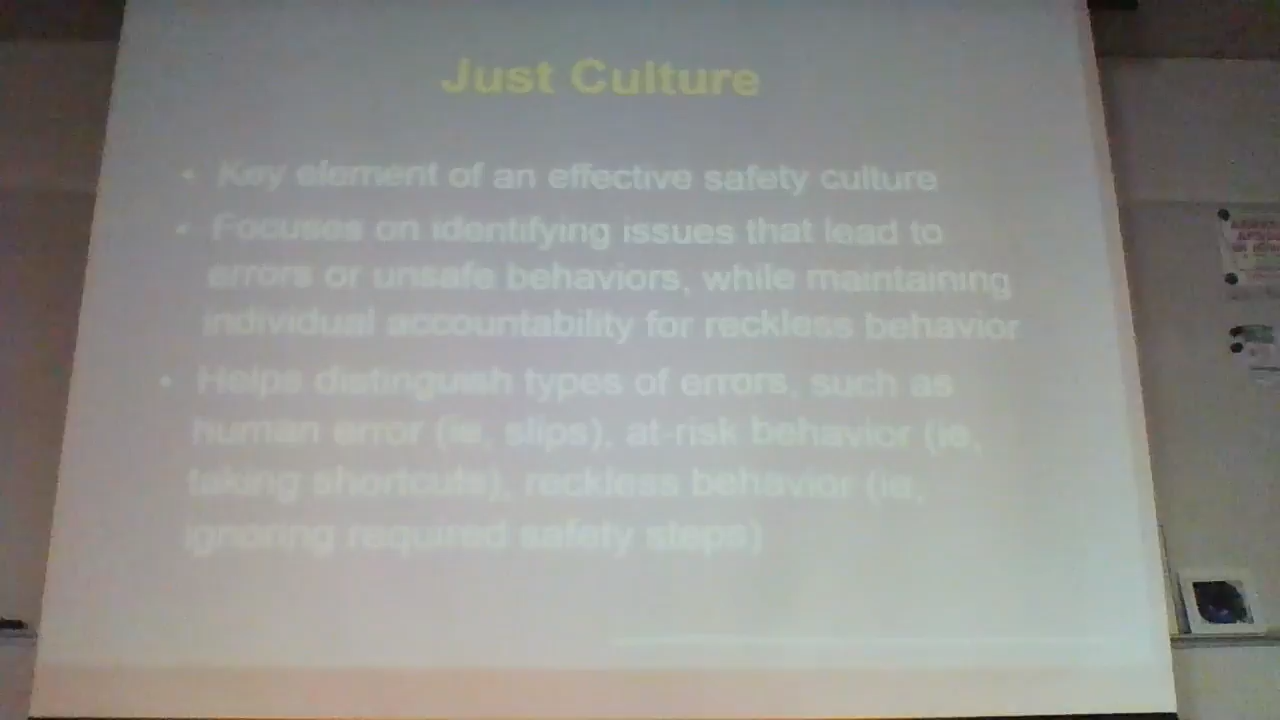 Just Culture
• Key element of an effective safety culture
• Focuses on identifying issues that lead to
errors or unsafe behaviors, while maintaining
individual accountability for reckless behavior
• Helps distinguish types of errors, such as
human error (ie, slips), at-risk behavior (ie,
taking shortcuts), reckless behavior (ie,
ignoring required safety steps)